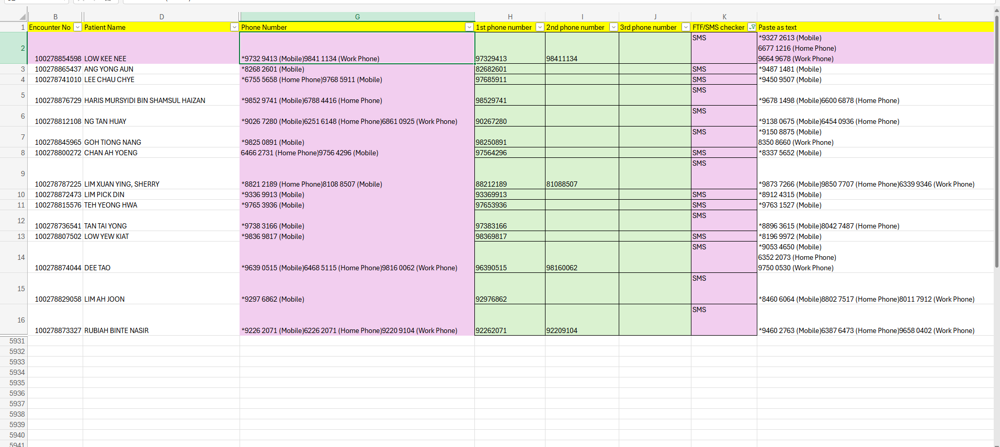 B D G H I J K L
1 Encounter No Patient Name Phone Number 1st phone number 2nd phone number 3rd phone number FTF/SMS checker Paste as text
SMS *9327 2613 (Mobile)
2 6677 1216 (Home Phone)
100278854598 LOW KEE NEE *9732 9413 (Mobile)9841 1134 (Work Phone) 97329413 98411134 9664 9678 (Work Phone)
3 100278865437 ANG YONG AUN *8268 2601 (Mobile) 82682601 SMS *9487 1481 (Mobile)
4 100278741010 LEE CHAU CHYE *6755 5658 (Home Phone)9768 5911 (Mobile) 97685911 SMS *9450 9507 (Mobile)
5 SMS
100278876729 HARIS MURSYIDI BIN SHAMSUL HAIZAN *9852 9741 (Mobile)6788 4416 (Home Phone) 98529741 *9678 1498 (Mobile)6600 6878 (Home Phone)
6 SMS
100278812108 NG TAN HUAY *9026 7280 (Mobile)6251 6148 (Home Phone)6861 0925 (Work Phone) 90267280 *9138 0675 (Mobile)6454 0936 (Home Phone)
7 SMS *9150 8875 (Mobile)
100278845965 GOH TIONG NANG *9825 0891 (Mobile) 98250891 8350 8660 (Work Phone)
8 100278800272 CHAN AH YOENG 6466 2731 (Home Phone)9756 4296 (Mobile) 97564296 SMS *8337 5652 (Mobile)
SMS
9
100278787225 LIM XUAN YING, SHERRY *8821 2189 (Home Phone)8108 8507 (Mobile) 88212189 81088507 *9873 7266 (Mobile)9850 7707 (Home Phone)6339 9346 (Work Phone)
10 100278872473 LIM PICK DIN *9336 9913 (Mobile) 93369913 SMS *8912 4315 (Mobile)
11 100278815576 TEH YEONG HWA *9765 3936 (Mobile) 97653936 SMS *9763 1527 (Mobile)
12 SMS
100278736541 TAN TAI YONG *9738 3166 (Mobile) 97383166 *8896 3615 (Mobile)8042 7487 (Home Phone)
13 100278807502 LOW YEW KIAT *9836 9817 (Mobile) 98369817 SMS *8196 9972 (Mobile)
SMS *9053 4650 (Mobile)
14 6352 2073 (Home Phone)
100278874044 DEE TAO *9639 0515 (Mobile)6468 5115 (Home Phone)9816 0062 (Work Phone) 96390515 98160062 9750 0530 (Work Phone)
SMS
15
100278829058 LIM AH JOON *9297 6862 (Mobile) 92976862 *8460 6064 (Mobile)8802 7517 (Home Phone)8011 7912 (Work Phone)
SMS
16
100278873327 RUBIAH BINTE NASIR *9226 2071 (Mobile)6226 2071 (Home Phone)9220 9104 (Work Phone) 92262071 92209104 *9460 2763 (Mobile)6387 6473 (Home Phone)9658 0402 (Work Phone)
5931
5932
5933
5934
5935
5936
5937
5938
5939
5940
5941